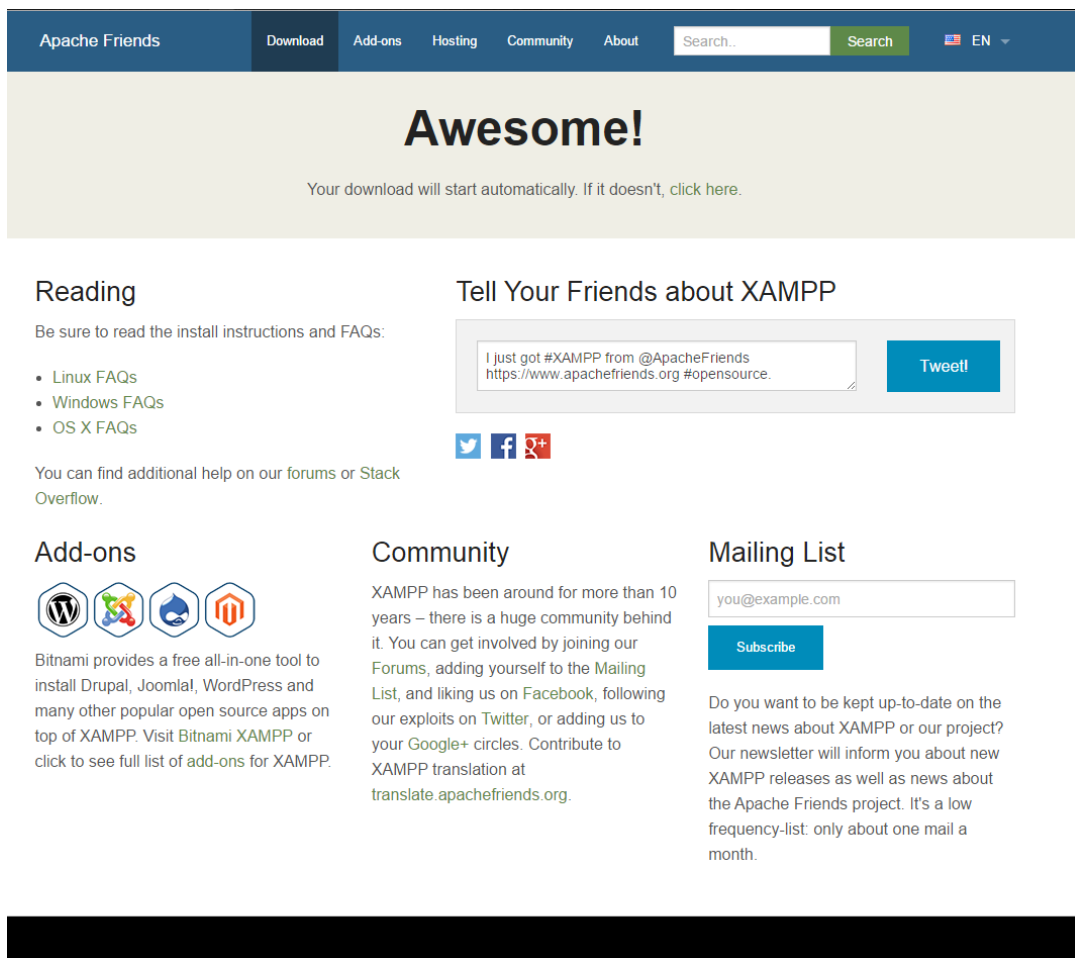 Apache Friends Download Add-ons Hosting Community About Search.. Search EN
Awesome!
Your download will start automatically. If it doesn't, click here.
Reading
Be sure to read the install instructions and FAQs:
• Linux FAQs
• Windows FAQs
• OS X FAQs
You can find additional help on our forums or Stack
Overflow.
Tell Your Friends about XAMPP
I just got #XAMPP from @ApacheFriends
https://www.apachefriends.org #opensource.
Tweet!
g+
Add-ons
Bitnami provides a free all-in-one tool to
install Drupal, Joomla!, WordPress and
many other popular open source apps on
top of XAMPP. Visit Bitnami XAMPP or
click to see full list of add-ons for XAMPP.
Community
XAMPP has been around for more than 10
years – there is a huge community behind
it. You can get involved by joining our
Forums, adding yourself to the Mailing
List, and liking us on Facebook, following
our exploits on Twitter, or adding us to
your Google+ circles. Contribute to
XAMPP translation at
translate.apachefriends.org.
Mailing List
you@example.com
Subscribe
Do you want to be kept up-to-date on the
latest news about XAMPP or our project?
Our newsletter will inform you about new
XAMPP releases as well as news about
the Apache Friends project. It's a low
frequency-list: only about one mail a
month.